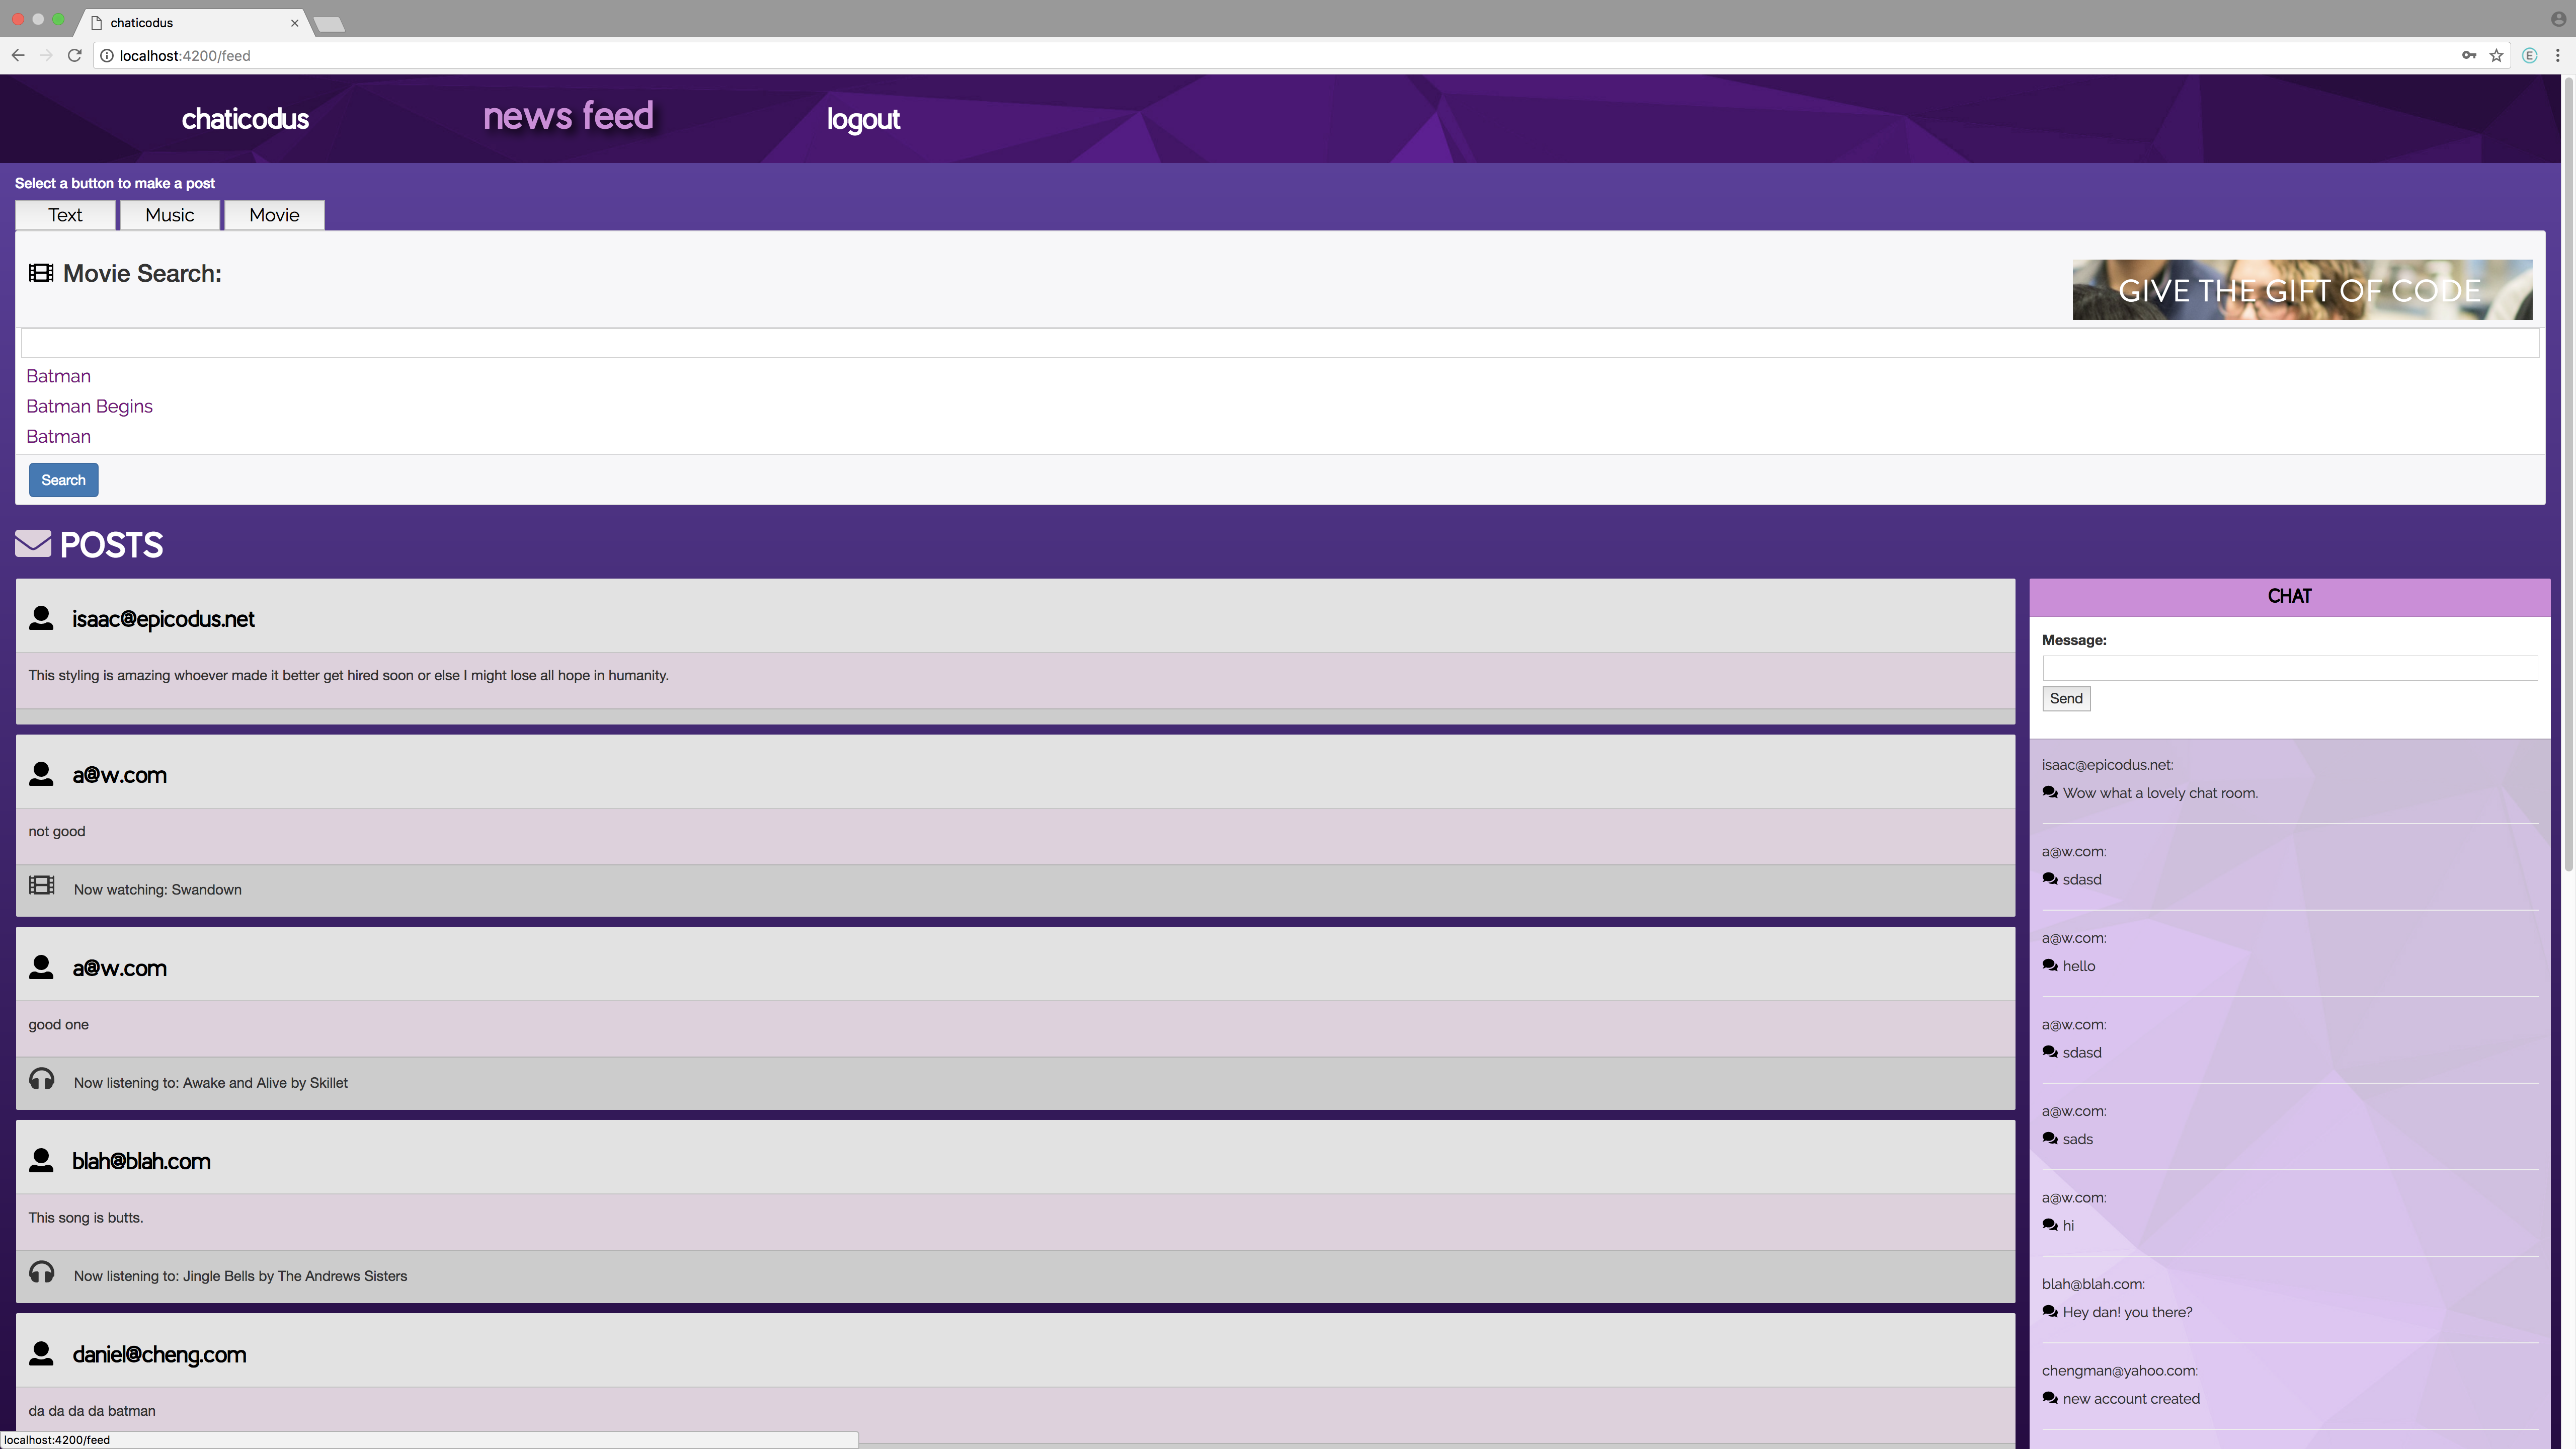 chaticodus
localhost:4200/feed
chaticodus news feed logout
Select a button to make a post
Text Music Movie
Movie Search:
GIVE THE GIFT OF CODE
Batman
Batman Begins
Batman
Search
POSTS
isaac@epicodus.net
This styling is amazing whoever made it better get hired soon or else I might lose all hope in humanity.
a@w.com
not good
Now watching: Swandown
a@w.com
good one
Now listening to: Awake and Alive by Skillet
blah@blah.com
This song is butts.
Now listening to: Jingle Bells by The Andrews Sisters
daniel@cheng.com
da da da da batman
CHAT
Message:
Send
isaac@epicodus.net:
Wow what a lovely chat room.
a@w.com:
sdasd
a@w.com:
hello
a@w.com:
sdasd
a@w.com:
sads
a@w.com:
hi
blah@blah.com:
Hey dan! you there?
chengman@yahoo.com:
new account created
localhost:4200/feed